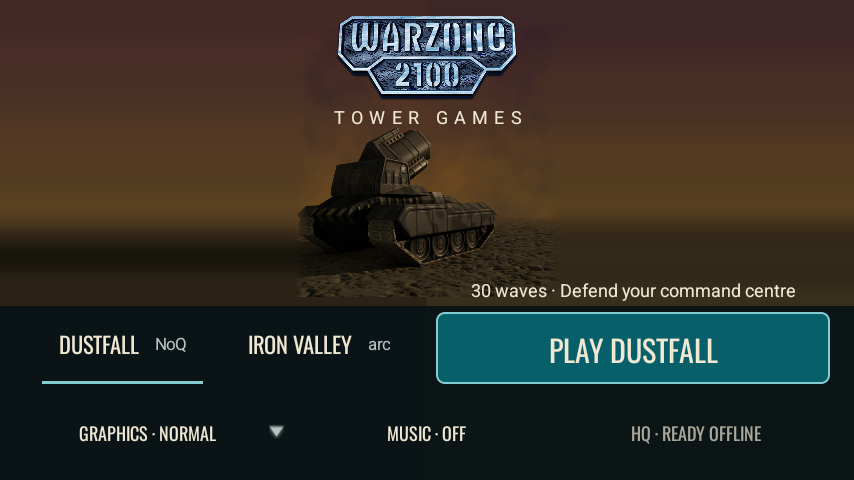 WARZONE
2100
TOWER GAMES
30 waves · Defend your command centre
DUSTFALL NoQ IRON VALLEY arc PLAY DUSTFALL
GRAPHICS · NORMAL MUSIC · OFF HQ · READY OFFLINE